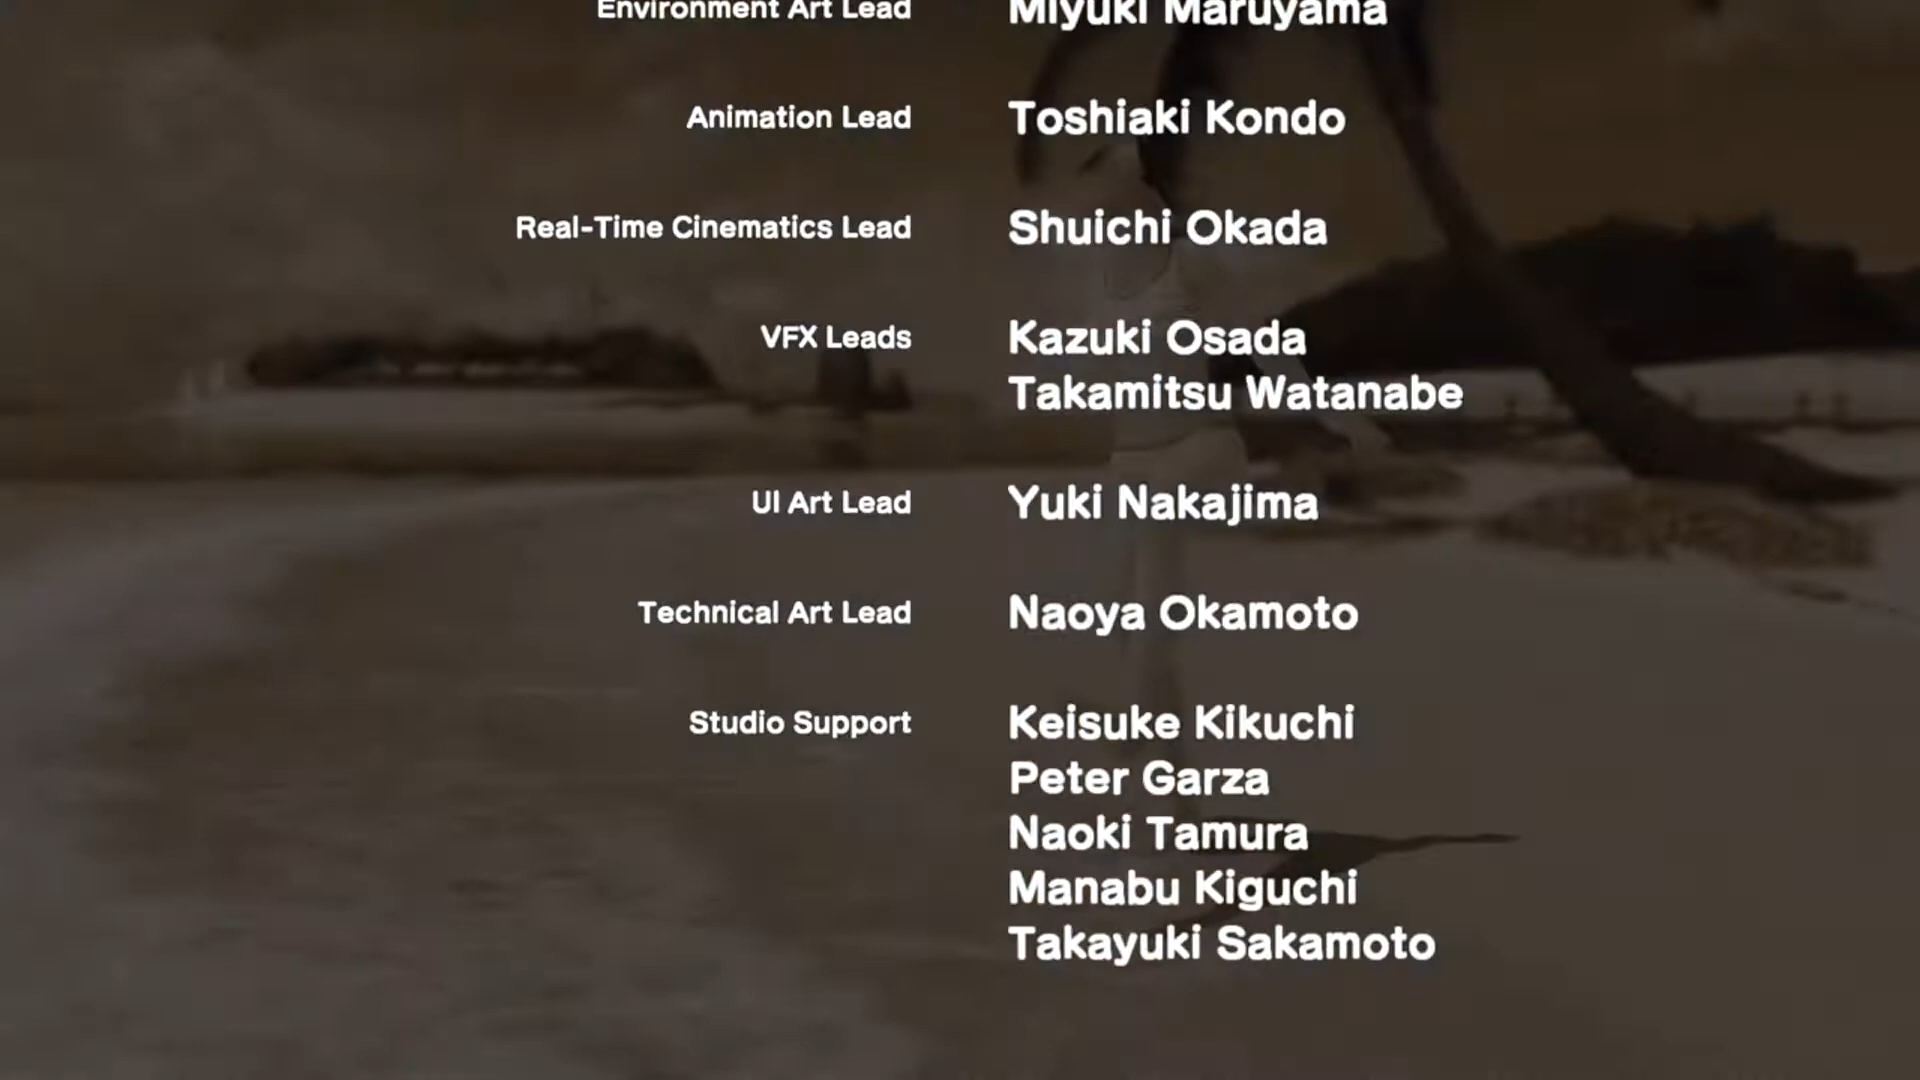 Environment Art Lead Miyuki Maruyama
Animation Lead Toshiaki Kondo
Real-Time Cinematics Lead Shuichi Okada
VFX Leads Kazuki Osada
Takamitsu Watanabe
UI Art Lead Yuki Nakajima
Technical Art Lead Naoya Okamoto
Studio Support Keisuke Kikuchi
Peter Garza
Naoki Tamura
Manabu Kiguchi
Takayuki Sakamoto